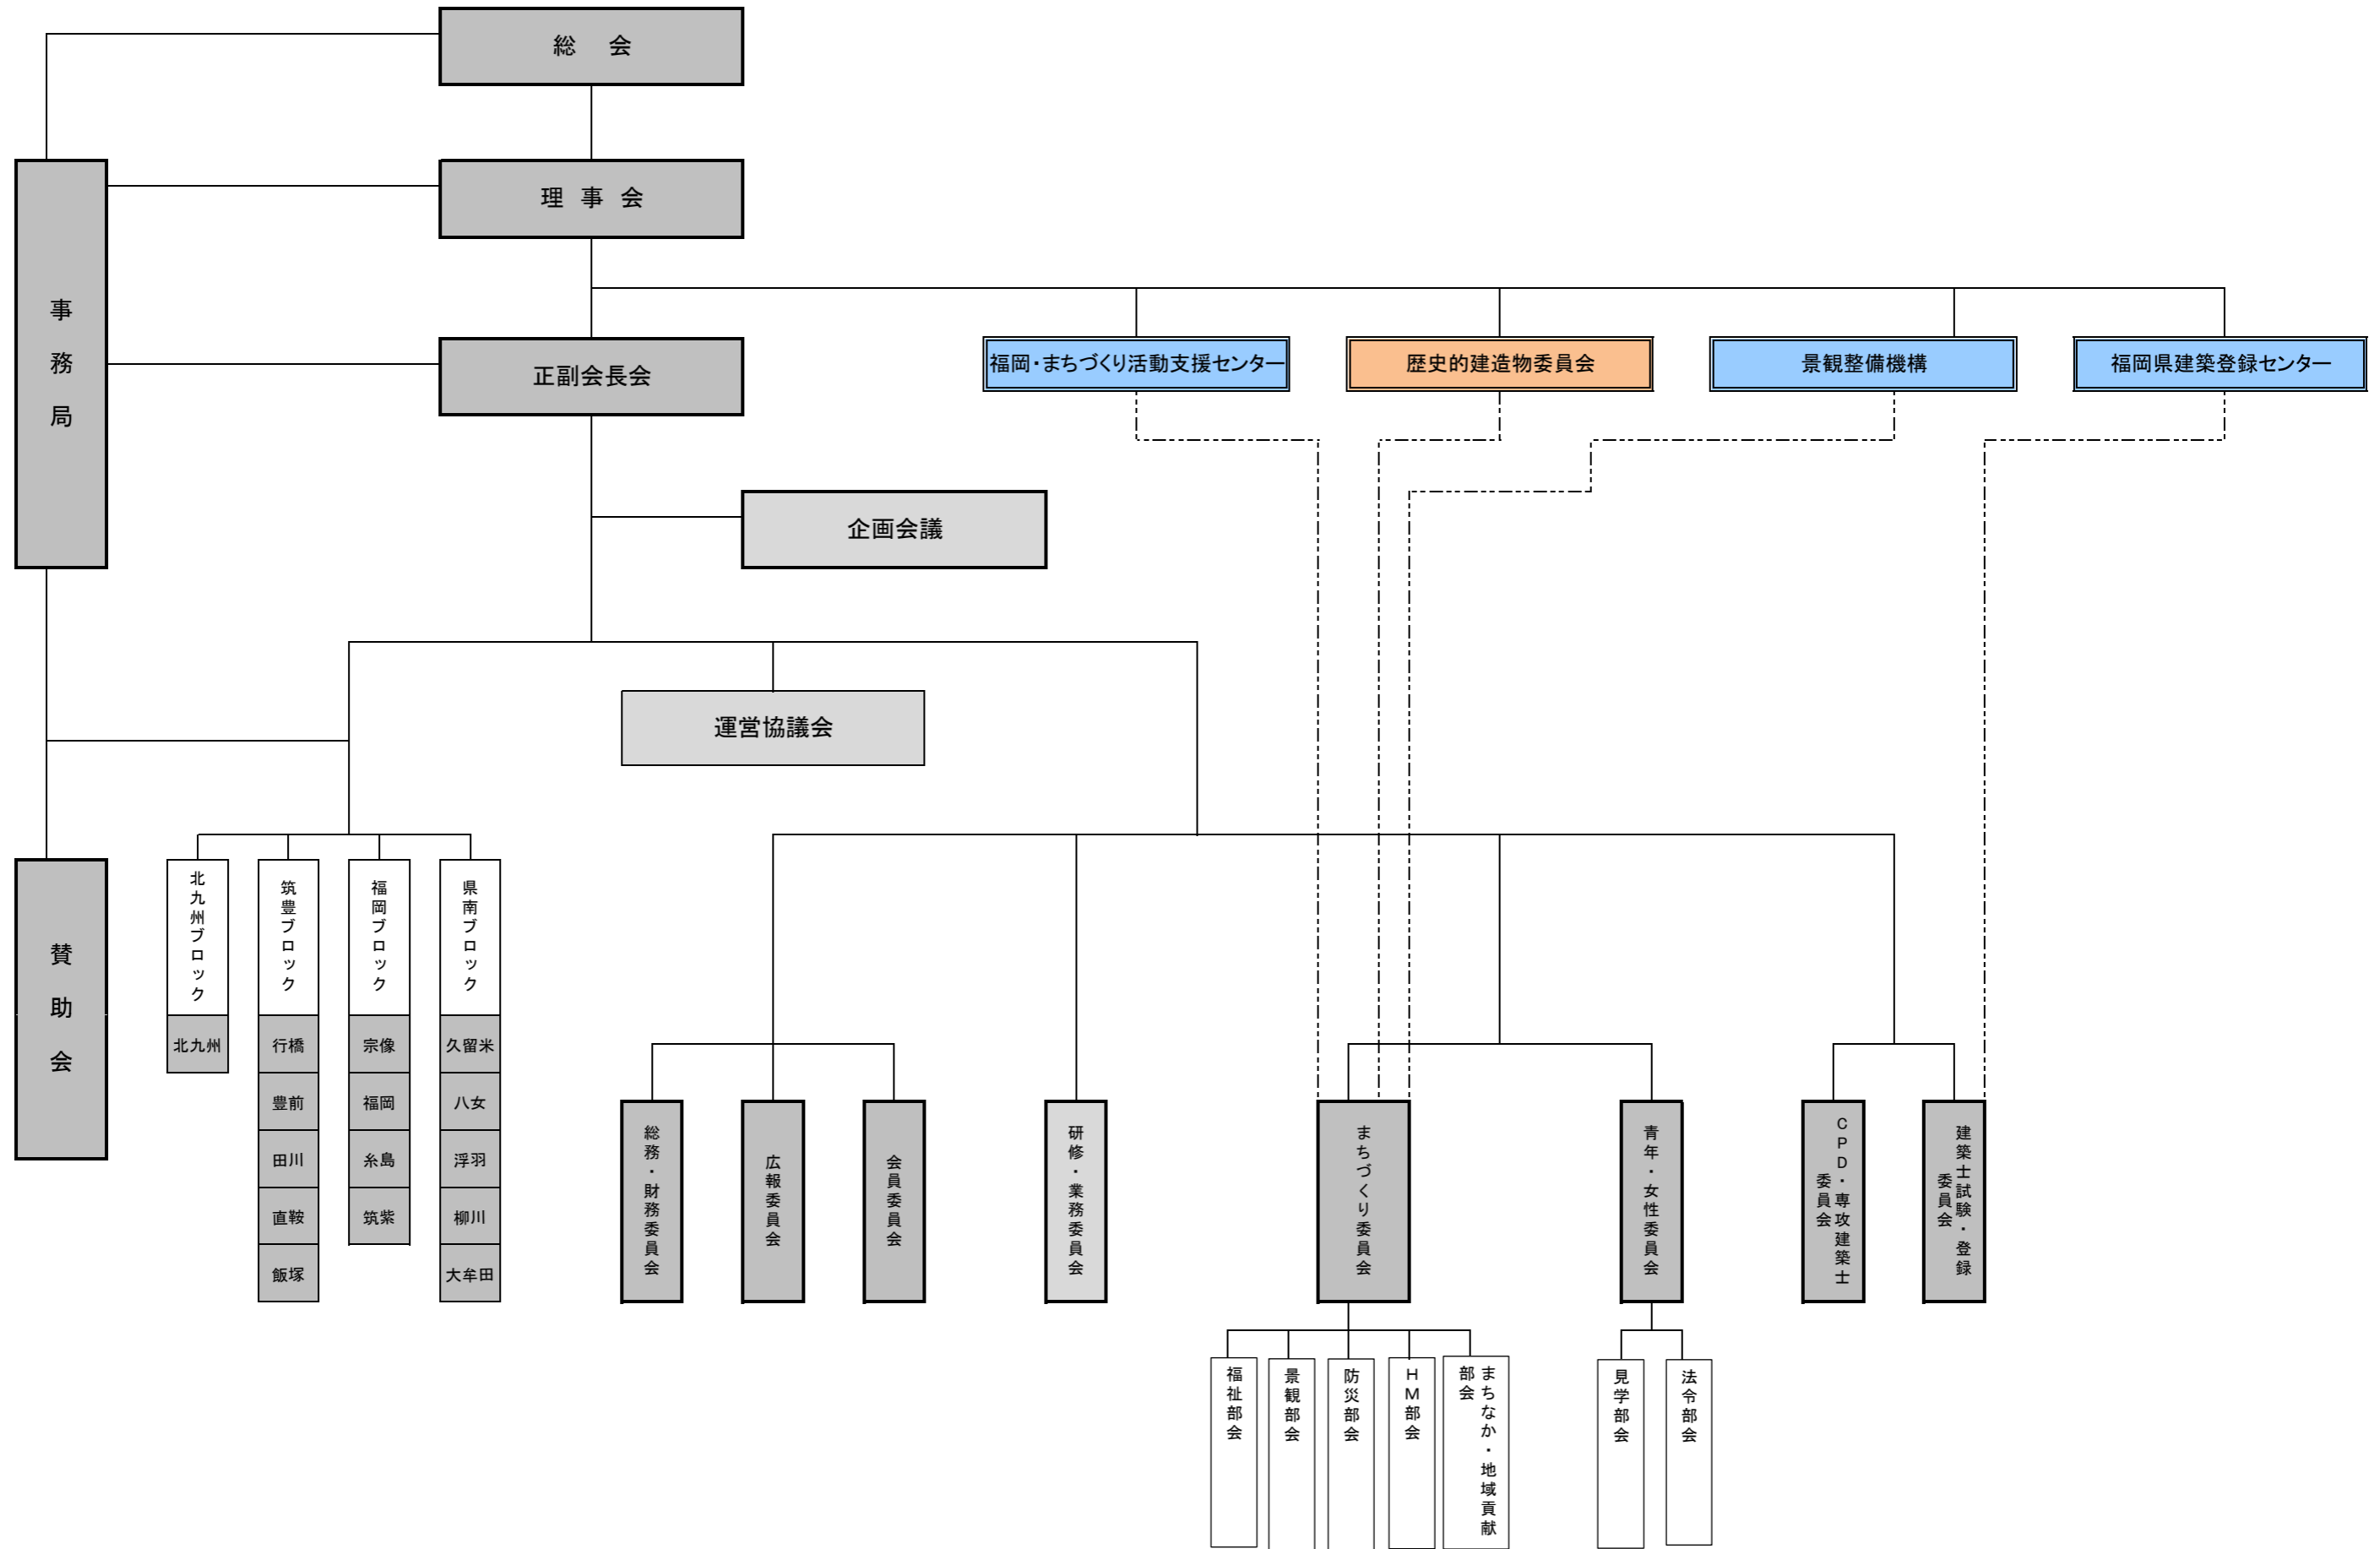 総　会
理　事　会
事務局
正副会長会
福岡・まちづくり活動支援センター
歴史的建造物委員会
景観整備機構
福岡県建築登録センター
企画会議
運営協議会
賛助会
北九州ブロック
北九州
筑豊ブロック
行橋
豊前
田川
直鞍
飯塚
福岡ブロック
宗像
福岡
糸島
筑紫
県南ブロック
久留米
八女
浮羽
柳川
大牟田
総務・財務委員会
広報委員会
会員委員会
研修・業務委員会
まちづくり委員会
青年・女性委員会
ＣＰＤ・専攻建築士
委員会
建築士試験・登録
委員会
福祉部会
景観部会
防災部会
ＨＭ部会
まちなか・地域貢献
部会
見学部会
法令部会